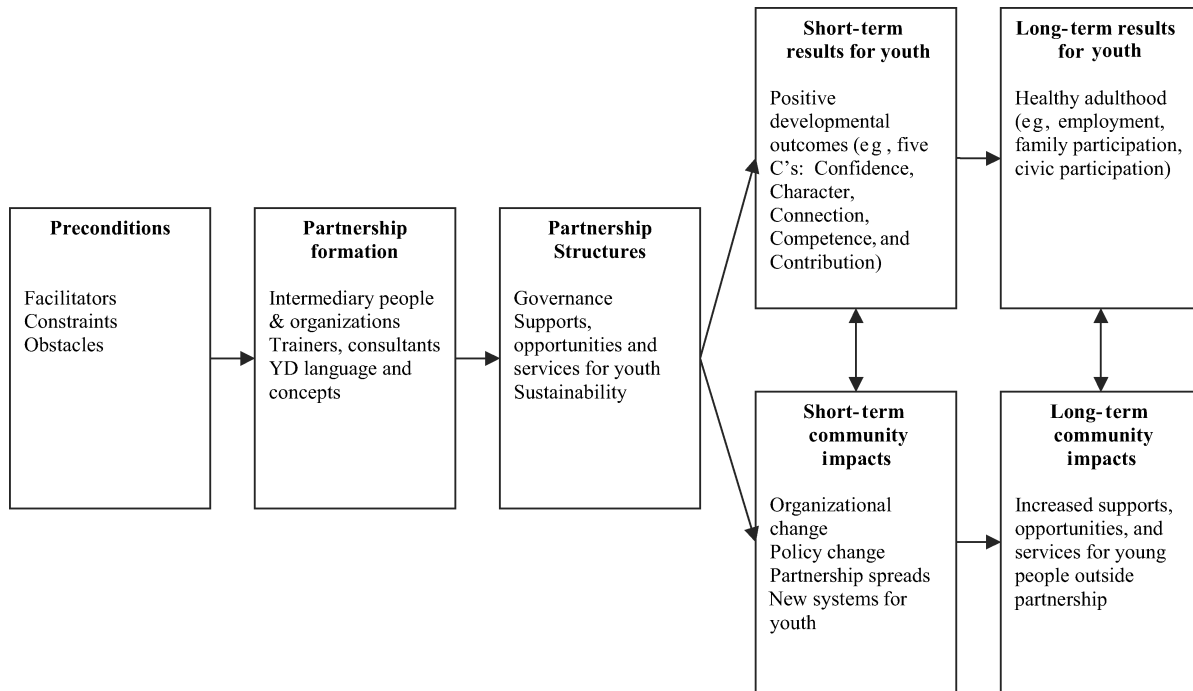 Preconditions
Facilitators
Constraints
Obstacles
Partnership
formation
Intermediary people
& organizations
Trainers, consultants
YD language and
concepts
Partnership
Structures
Governance
Supports,
opportunities and
services for youth
Sustainability
Short-term
results for youth
Positive
developmental
outcomes (eg, five
C's: Confidence,
Character,
Connection,
Competence, and
Contribution)
Long-term results
for youth
Healthy adulthood
(eg, employment,
family participation,
civic participation)
Short-term
community
impacts
Organizational
change
Policy change
Partnership spreads
New systems for
youth
Long-term
community
impacts
Increased supports,
opportunities, and
services for young
people outside
partnership